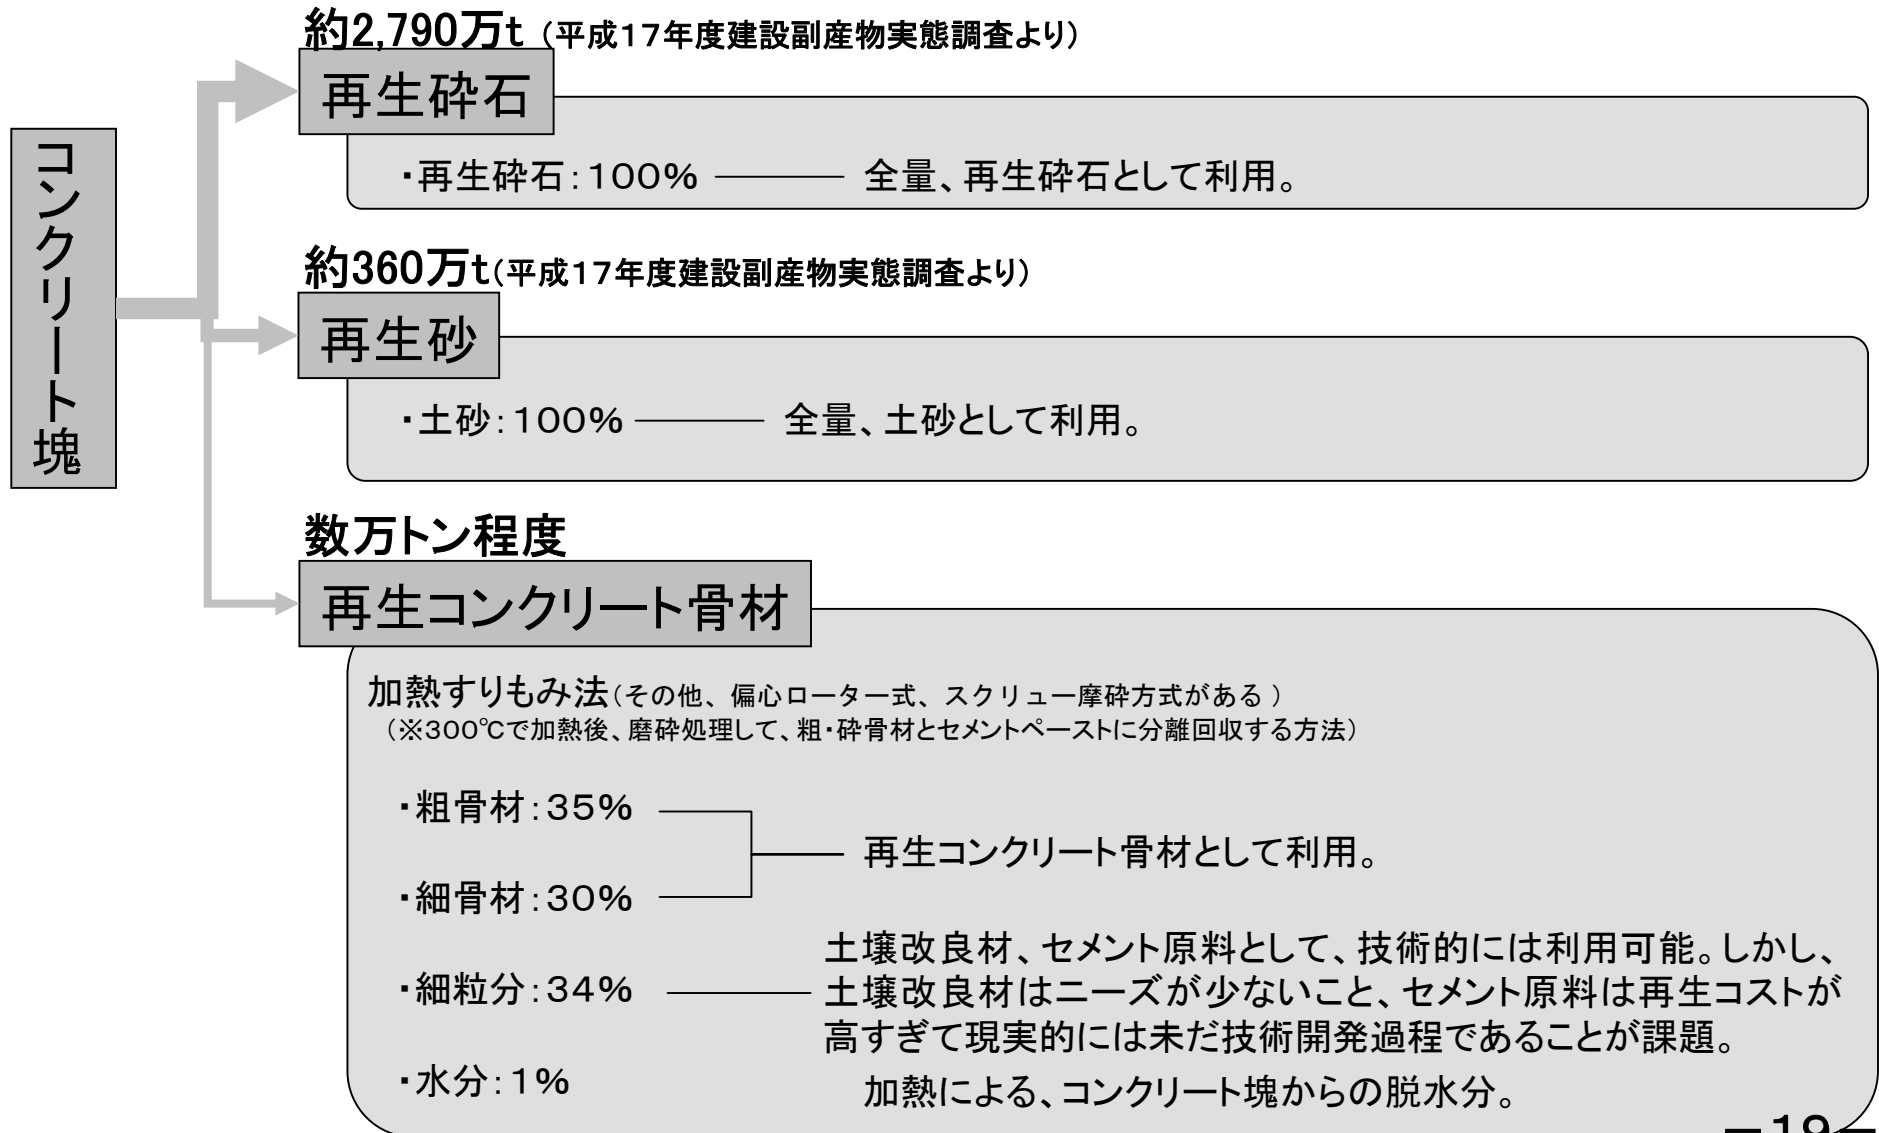 約2,790万t（平成１７年度建設副産物実態調査より）
再生砕石
・再生砕石：１００％ 全量、再生砕石として利用。
コンクリート塊
約360万t（平成１７年度建設副産物実態調査より）
再生砂
・土砂：１００％ 全量、土砂として利用。
数万トン程度
再生コンクリート骨材
加熱すりもみ法（その他、偏心ローター式、スクリュー摩砕方式がある ）
（※３００℃で加熱後、磨砕処理して、粗・砕骨材とセメントペーストに分離回収する方法）
・粗骨材：３５％
再生コンクリート骨材として利用。
・細骨材：３０％
土壌改良材、セメント原料として、技術的には利用可能。しかし、
・細粒分：３４％ 土壌改良材はニーズが少ないこと、セメント原料は再生コストが
高すぎて現実的には未だ技術開発過程であることが課題。
・水分：１％ 加熱による、コンクリート塊からの脱水分。
－19－